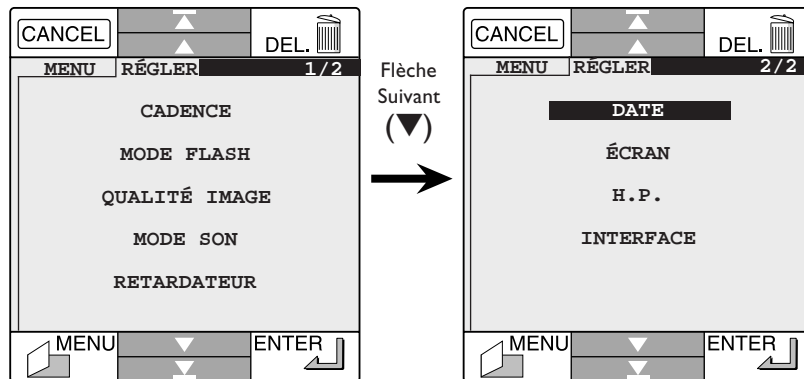 CANCEL
DEL.
MENU RÉGLER 1/2
CADENCE
MODE FLASH
QUALITÉ IMAGE
MODE SON
RETARDATEUR
MENU
ENTER
Flèche
Suivant
(▼)
CANCEL
DEL.
MENU RÉGLER 2/2
DATE
ÉCRAN
H.P.
INTERFACE
MENU
ENTER